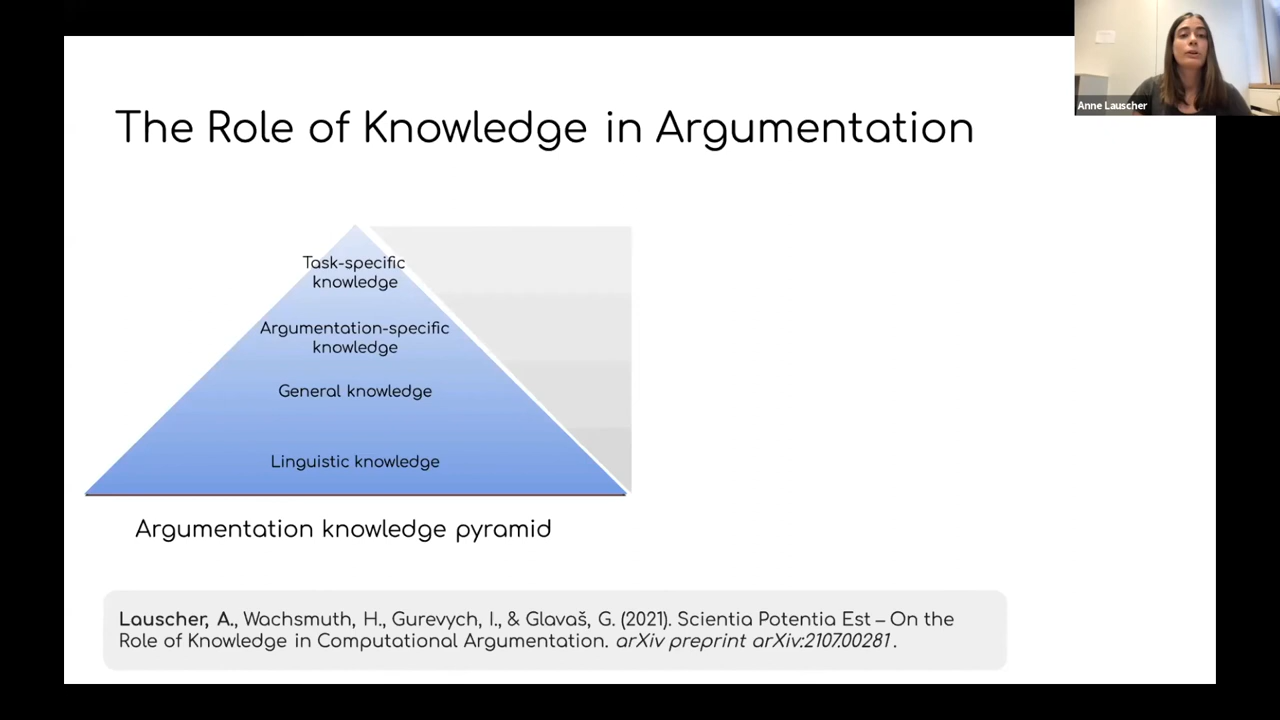 The Role of Knowledge in Argumentation
Anne Lauscher
Task-specific
knowledge
Argumentation-specific
knowledge
General knowledge
Linguistic knowledge
Argumentation knowledge pyramid
Lauscher, A., Wachsmuth, H., Gurevych, I., & Glavaš, G. (2021). Scientia Potentia Est – On the
Role of Knowledge in Computational Argumentation. arXiv preprint arXiv:2107.00281.